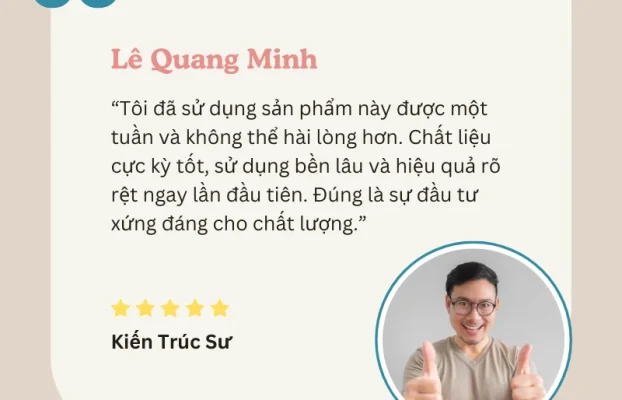 Lê Quang Minh
“Tôi đã sử dụng sản phẩm này được một
tuần và không thể hài lòng hơn. Chất liệu
cực kỳ tốt, sử dụng bền lâu và hiệu quả rõ
rệt ngay lần đầu tiên. Đúng là sự đầu tư
xứng đáng cho chất lượng.”
Kiến Trúc Sư